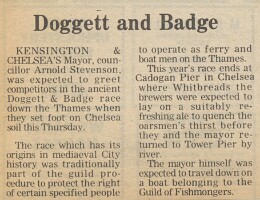 Doggett and Badge
KENSINGTON &
CHELSEA'S Mayor, coun-
cillor Arnold Stevenson,
was expected to greet
competitors in the ancient
Doggett & Badge race
down the Thames when
they set foot on Chelsea
soil this Thursday.
The race which has its
origins in mediaeval City
history was traditionally
part of the guild pro-
cedure to protect the right
of certain specified people
to operate as ferry and
boat men on the Thames.
This year's race ends at
Cadogan Pier in Chelsea
where Whitbreads the
brewers were expected to
lay on a suitably re-
freshing ale to quench the
oarsmen's thirst before
they and the mayor re-
turned to Tower Pier by
river.
The mayor himself was
expected to travel down on
a boat belonging to the
Guild of Fishmongers.